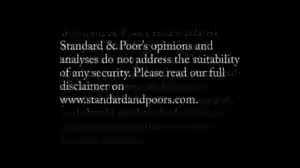 Standard & Poor's opinions and
analyses do not address the suitability
of any security. Please read our full
disclaimer on
www.standardandpoors.com.